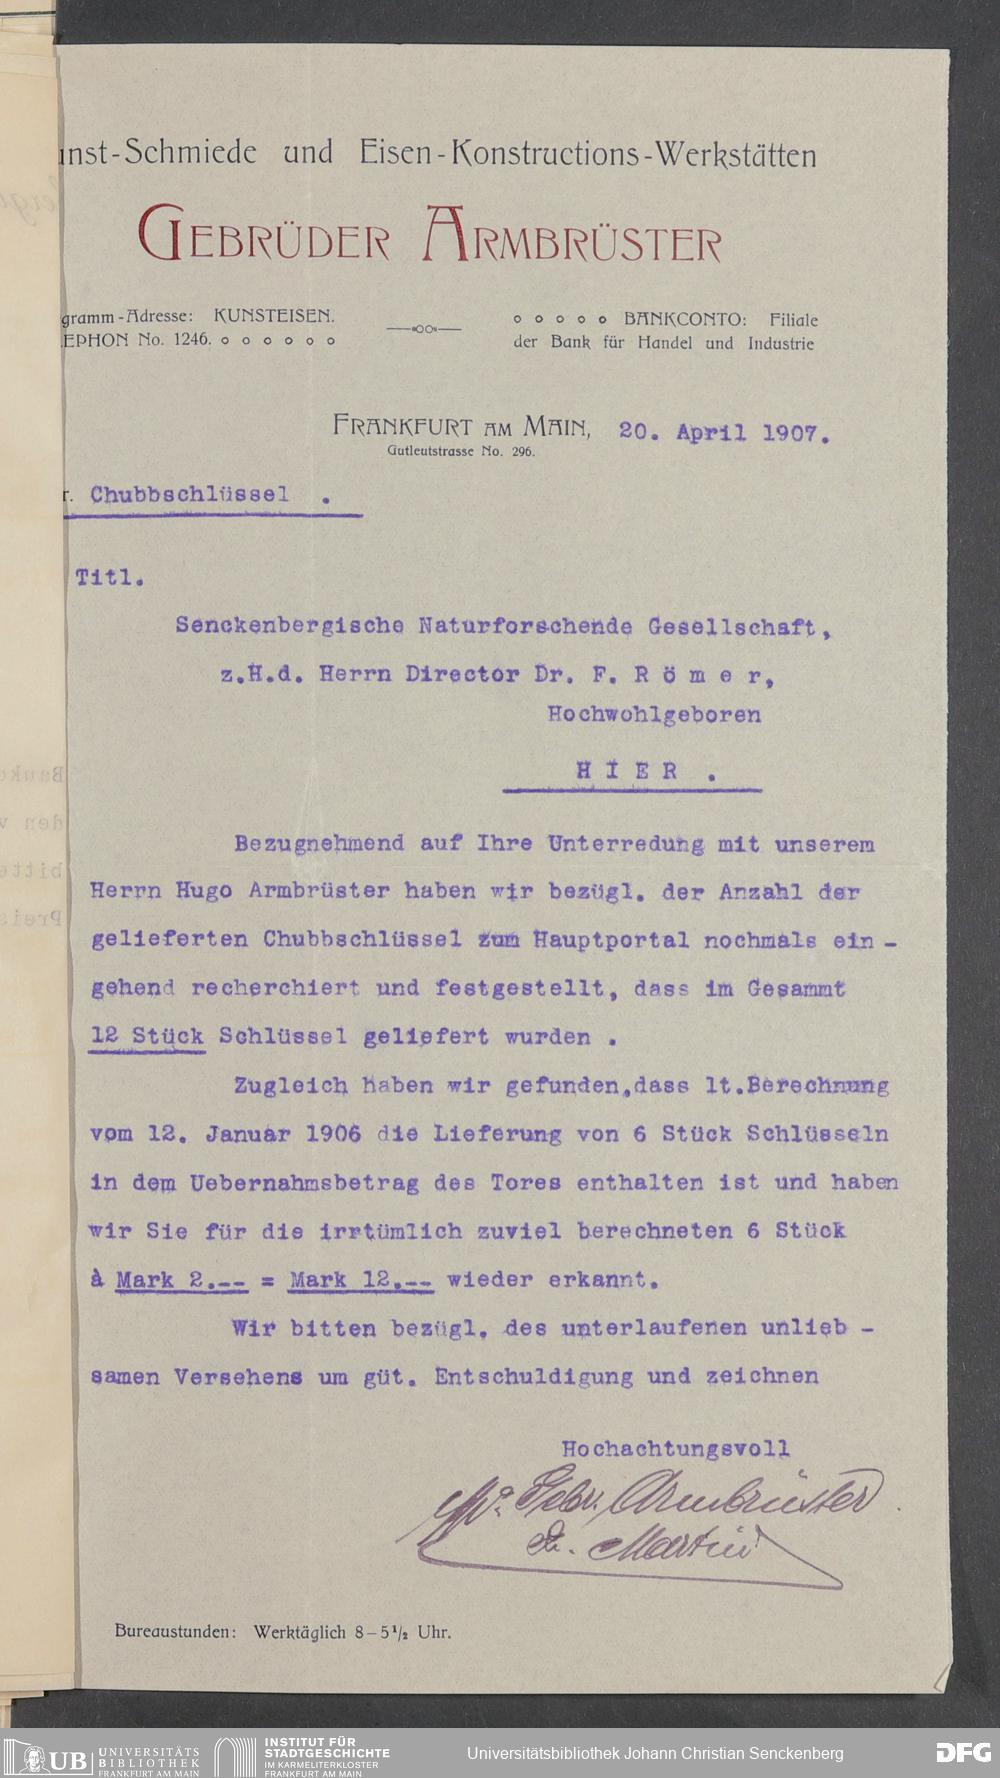 unst-Schmiede und Eisen-Konstructions-Werkstätten
GEBRÜDER ARMBRÜSTER
gramm-Adresse: KUNSTEISEN.
EPHON No. 1246. o o o o o o
o o o o o BANKCONTO: Filiale
der Bank für Handel und Industrie
FRANKFURT AM MAIN, 20. April 1907.
Gutleutstrasse No. 296.
r. Chubbschlüssel .
Titl.
Senckenbergische Naturforschende Gesellschaft,
z.H.d. Herrn Director Dr. F. R ö m e r,
Hochwohlgeboren
H I E R .
Bezugnehmend auf Ihre Unterredung mit unserem
Herrn Hugo Armbrüster haben wir bezügl. der Anzahl der
gelieferten Chubbschlüssel zum Hauptportal nochmals ein -
gehend recherchiert und festgestellt, dass im Gesammt
12 Stück Schlüssel geliefert wurden .
Zugleich haben wir gefunden,dass lt.Berechnung
vom 12. Januar 1906 die Lieferung von 6 Stück Schlüsseln
in dem Uebernahmsbetrag des Tores enthalten ist und haben
wir Sie für die irrtümlich zuviel berechneten 6 Stück
à Mark 2.-- = Mark 12.-- wieder erkannt.
Wir bitten bezügl. des unterlaufenen unlieb -
samen Versehens um güt. Entschuldigung und zeichnen
Hochachtungsvoll
Gebr. Armbrüster
Martin
Bureaustunden: Werktäglich 8-5½ Uhr.
UB UNIVERSITÄTS
BIBLIOTHEK
FRANKFURT AM MAIN
INSTITUT FÜR
STADTGESCHICHTE
IM KARMELITERKLOSTER
FRANKFURT AM MAIN
Universitätsbibliothek Johann Christian Senckenberg
DFG